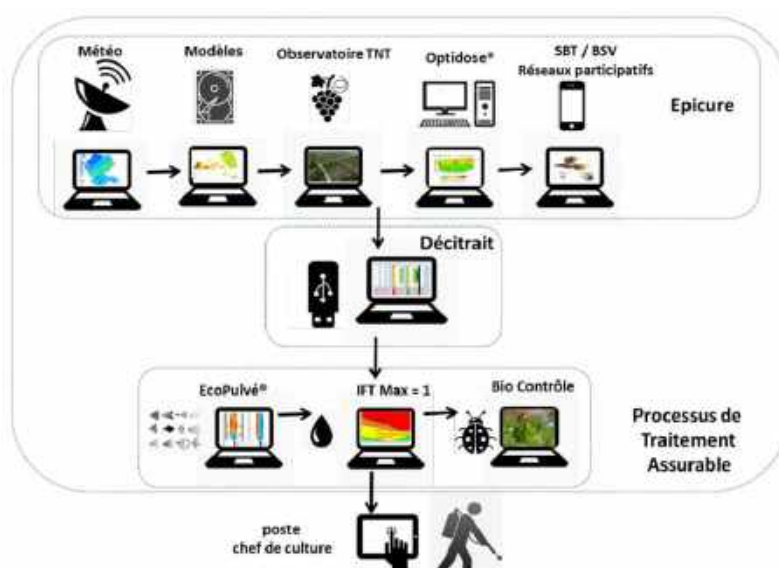 Météo
Modèles
Observatoire TNT
Optidose®
SBT / BSV
Réseaux participatifs
Epicure
Décitrait
EcoPulvé®
IFT Max = 1
Bio Contrôle
Processus de
Traitement
Assurable
poste
chef de culture